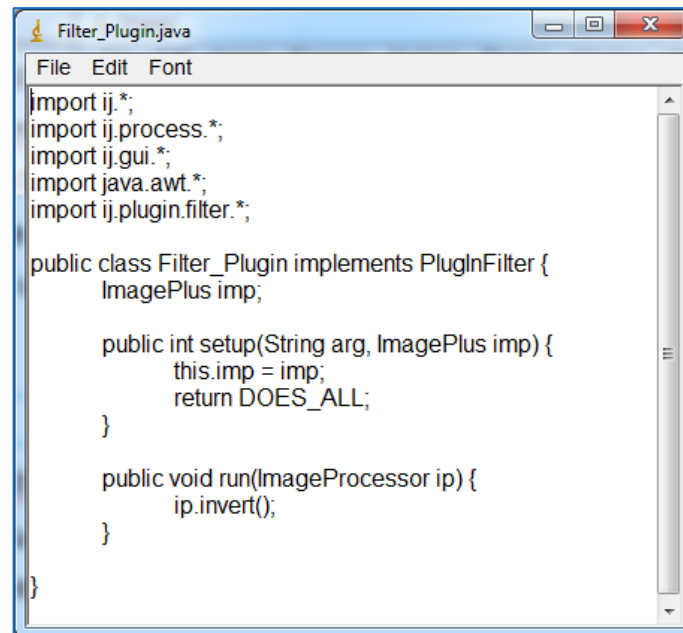 Filter_Plugin.java
File Edit Font
import ij.*;
import ij.process.*;
import ij.gui.*;
import java.awt.*;
import ij.plugin.filter.*;
public class Filter_Plugin implements PlugInFilter {
ImagePlus imp;
public int setup(String arg, ImagePlus imp) {
this.imp = imp;
return DOES_ALL;
}
public void run(ImageProcessor ip) {
ip.invert();
}
}